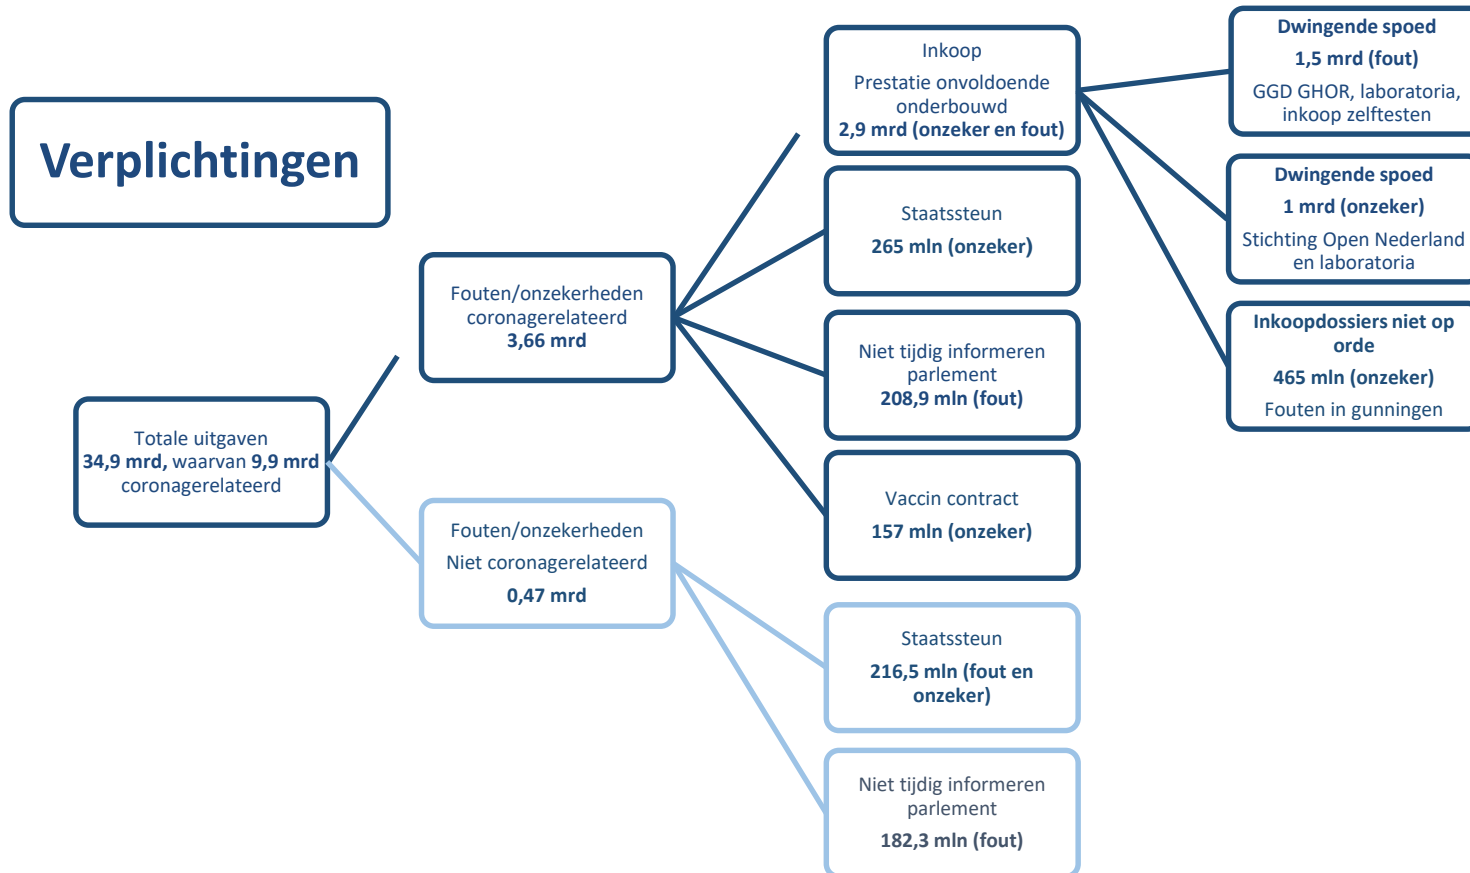 Verplichtingen
Totale uitgaven
34,9 mrd, waarvan 9,9 mrd
coronagerelateerd
Fouten/onzekerheden
coronagerelateerd
3,66 mrd
Fouten/onzekerheden
Niet coronagerelateerd
0,47 mrd
Inkoop
Prestatie onvoldoende
onderbouwd
2,9 mrd (onzeker en fout)
Staatssteun
265 mln (onzeker)
Niet tijdig informeren
parlement
208,9 mln (fout)
Vaccin contract
157 mln (onzeker)
Staatssteun
216,5 mln (fout en
onzeker)
Niet tijdig informeren
parlement
182,3 mln (fout)
Dwingende spoed
1,5 mrd (fout)
GGD GHOR, laboratoria,
inkoop zelftesten
Dwingende spoed
1 mrd (onzeker)
Stichting Open Nederland
en laboratoria
Inkoopdossiers niet op
orde
465 mln (onzeker)
Fouten in gunningen